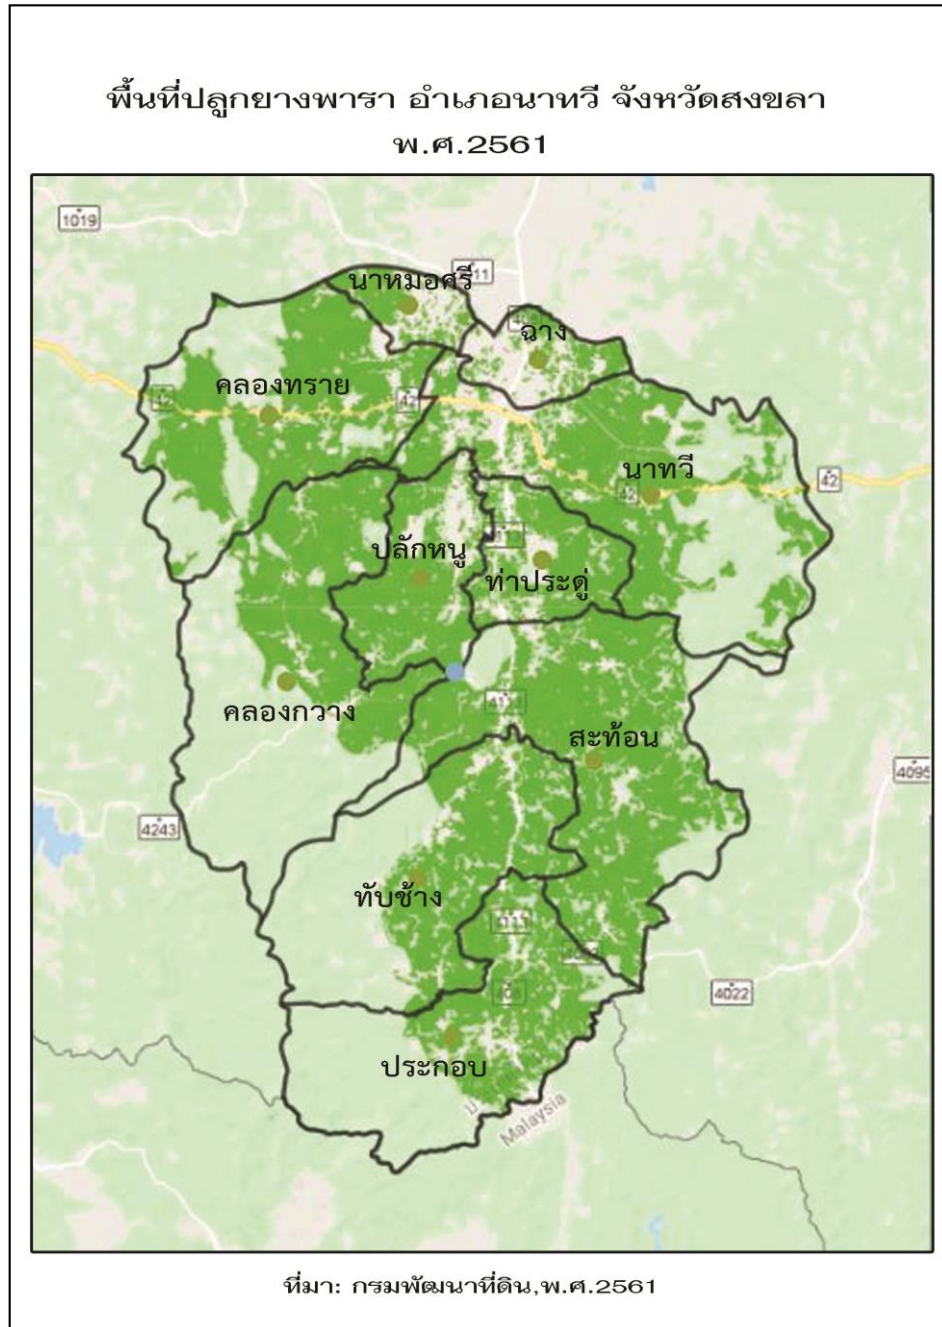 พื้นที่ปลูกยางพารา อำเภอนาทวี จังหวัดสงขลา
พ.ศ.2561
1019
นาหมอศรี
11
ฉาง
คลองทราย
42
42
นาทวี
42
42
ปลักหนู
ท่าประดู่
คลองกวาง
สะท้อน
4095
4243
ทับช้าง
4113
4022
ประกอบ
Malaysia
ที่มา: กรมพัฒนาที่ดิน,พ.ศ.2561